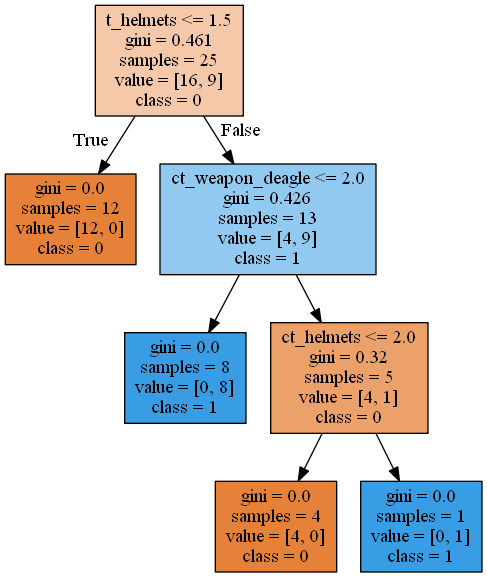 t_helmets <= 1.5
gini = 0.461
samples = 25
value = [16, 9]
class = 0
True
False
gini = 0.0
samples = 12
value = [12, 0]
class = 0
ct_weapon_deagle <= 2.0
gini = 0.426
samples = 13
value = [4, 9]
class = 1
gini = 0.0
samples = 8
value = [0, 8]
class = 1
ct_helmets <= 2.0
gini = 0.32
samples = 5
value = [4, 1]
class = 0
gini = 0.0
samples = 4
value = [4, 0]
class = 0
gini = 0.0
samples = 1
value = [0, 1]
class = 1